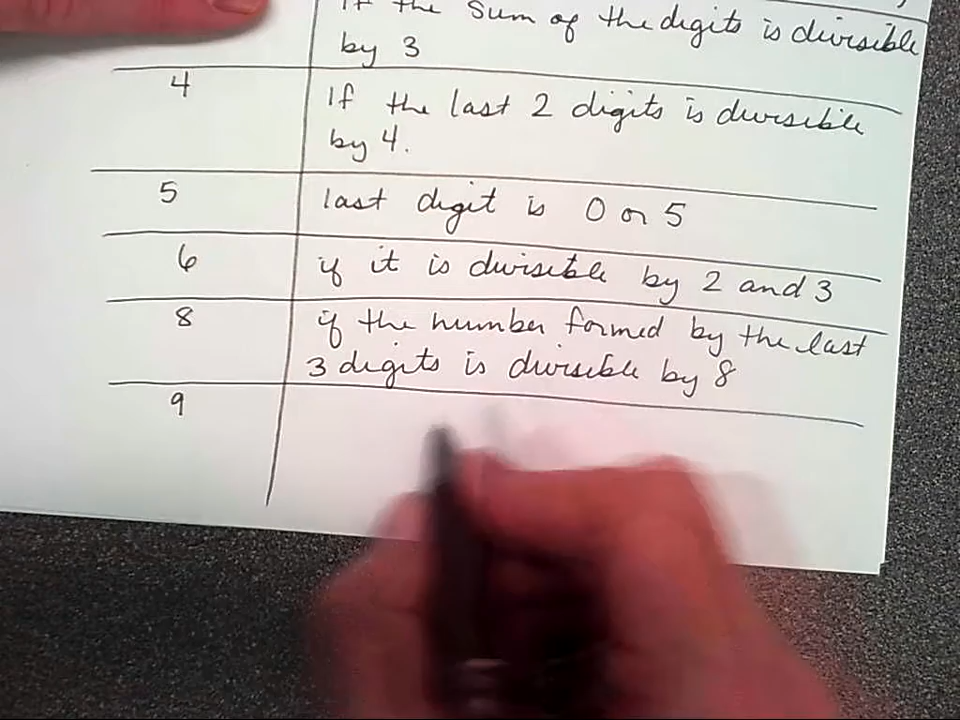 If the sum of the digits is divisible
by 3
4
If the last 2 digits is divisible
by 4.
5
last digit is 0 or 5
6
if it is divisible by 2 and 3
8
if the number formed by the last
3 digits is divisible by 8
9